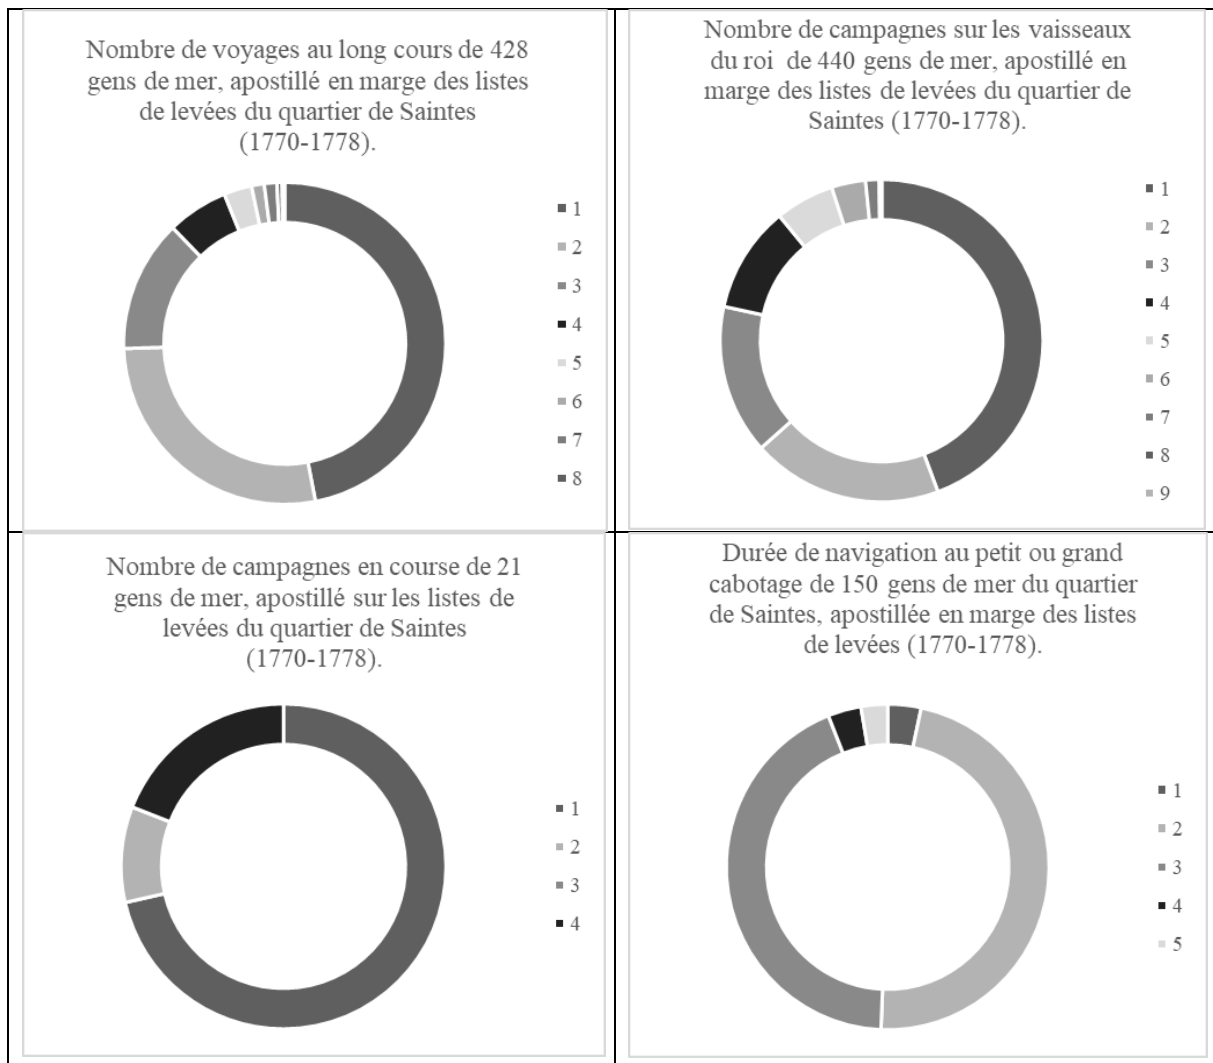 Nombre de voyages au long cours de 428
gens de mer, apostillé en marge des listes
de levées du quartier de Saintes
(1770-1778).
1
2
3
4
5
6
7
8
Nombre de campagnes sur les vaisseaux
du roi de 440 gens de mer, apostillé en
marge des listes de levées du quartier de
Saintes (1770-1778).
1
2
3
4
5
6
7
8
9
Nombre de campagnes en course de 21
gens de mer, apostillé sur les listes de
levées du quartier de Saintes
(1770-1778).
1
2
3
4
Durée de navigation au petit ou grand
cabotage de 150 gens de mer du quartier
de Saintes, apostillée en marge des listes
de levées (1770-1778).
1
2
3
4
5